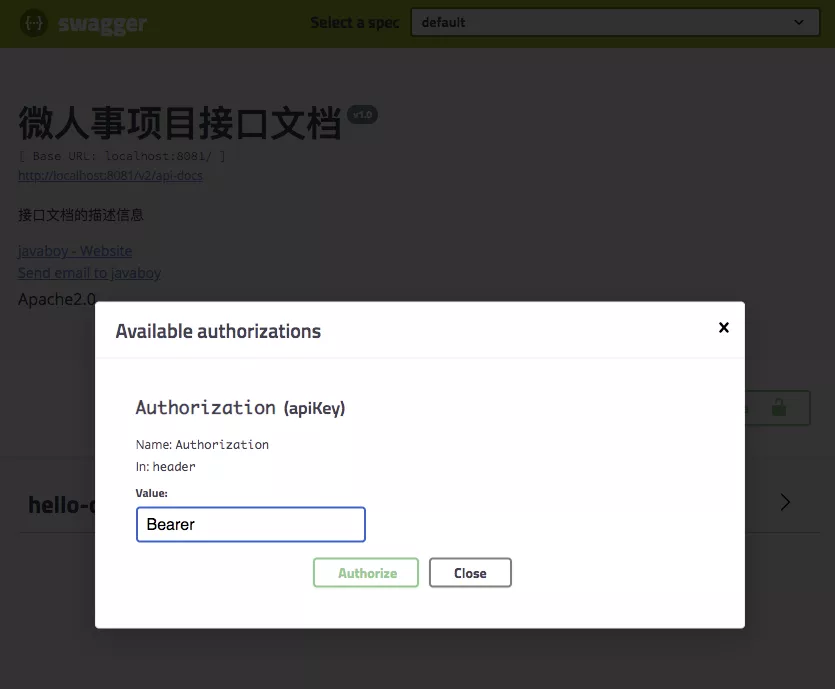 {···} swagger
Select a spec
default
微人事项目接口文档 v1.0
[ Base URL: localhost:8081/ ]
http://localhost:8081/v2/api-docs
接口文档的描述信息
javaboy - Website
Send email to javaboy
Apache2.0
Available authorizations
×
Authorization (apiKey)
Name: Authorization
In: header
Value:
Bearer
Authorize
Close
hello-